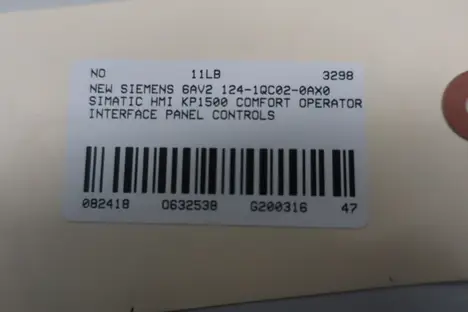 NO 11LB 3298
NEW SIEMENS 6AV2 124-1QC02-0AX0
SIMATIC HMI KP1500 COMFORT OPERATOR
INTERFACE PANEL CONTROLS
082418 O632538 G200316 47